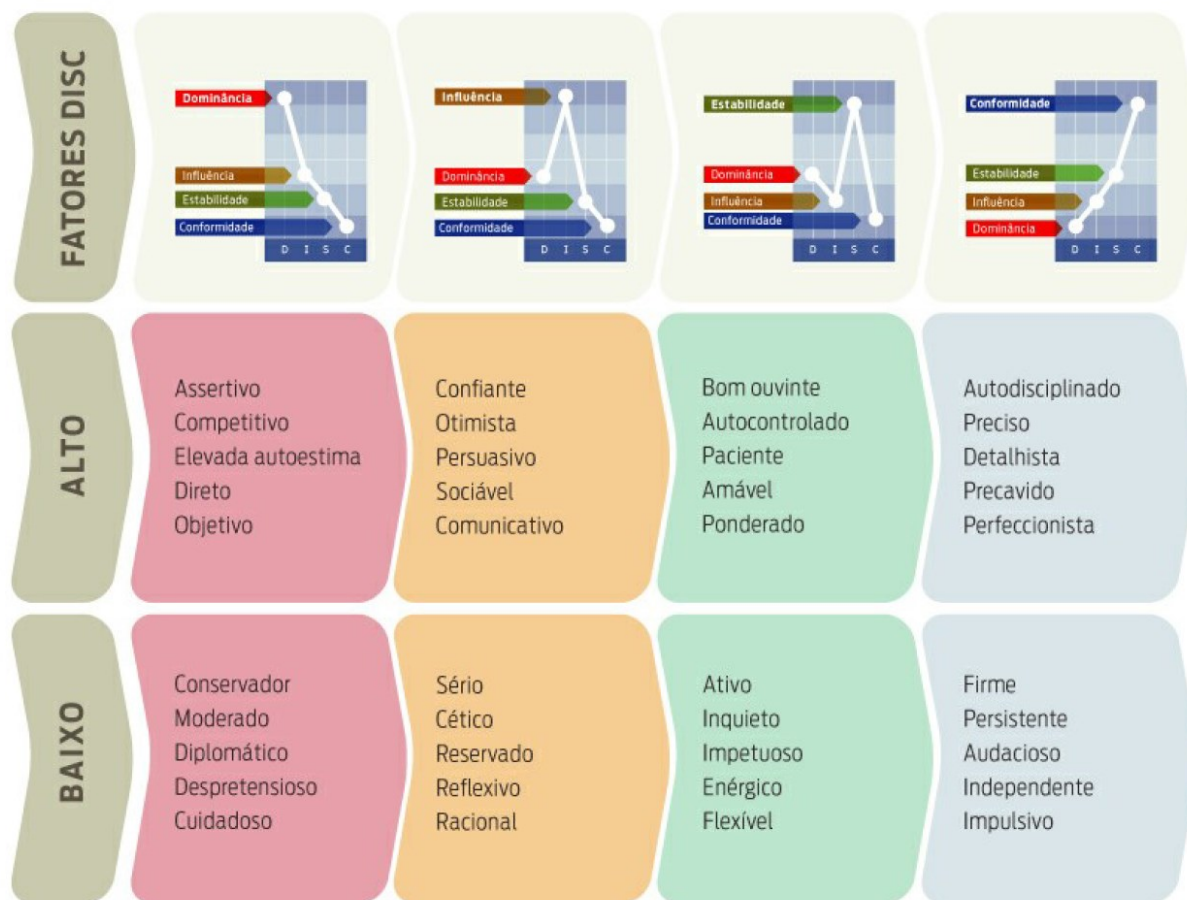 FATORES DISC
Dominância
Influência
Estabilidade
Conformidade
D I S C
Influência
Dominância
Estabilidade
Conformidade
D I S C
Estabilidade
Dominância
Influência
Conformidade
D I S C
Conformidade
Estabilidade
Influência
Dominância
D I S C
ALTO
Assertivo
Competitivo
Elevada autoestima
Direto
Objetivo
Confiante
Otimista
Persuasivo
Sociável
Comunicativo
Bom ouvinte
Autocontrolado
Paciente
Amável
Ponderado
Autodisciplinado
Preciso
Detalhista
Precavido
Perfeccionista
BAIXO
Conservador
Moderado
Diplomático
Despretensioso
Cuidadoso
Sério
Cético
Reservado
Reflexivo
Racional
Ativo
Inquieto
Impetuoso
Enérgico
Flexível
Firme
Persistente
Audacioso
Independente
Impulsivo